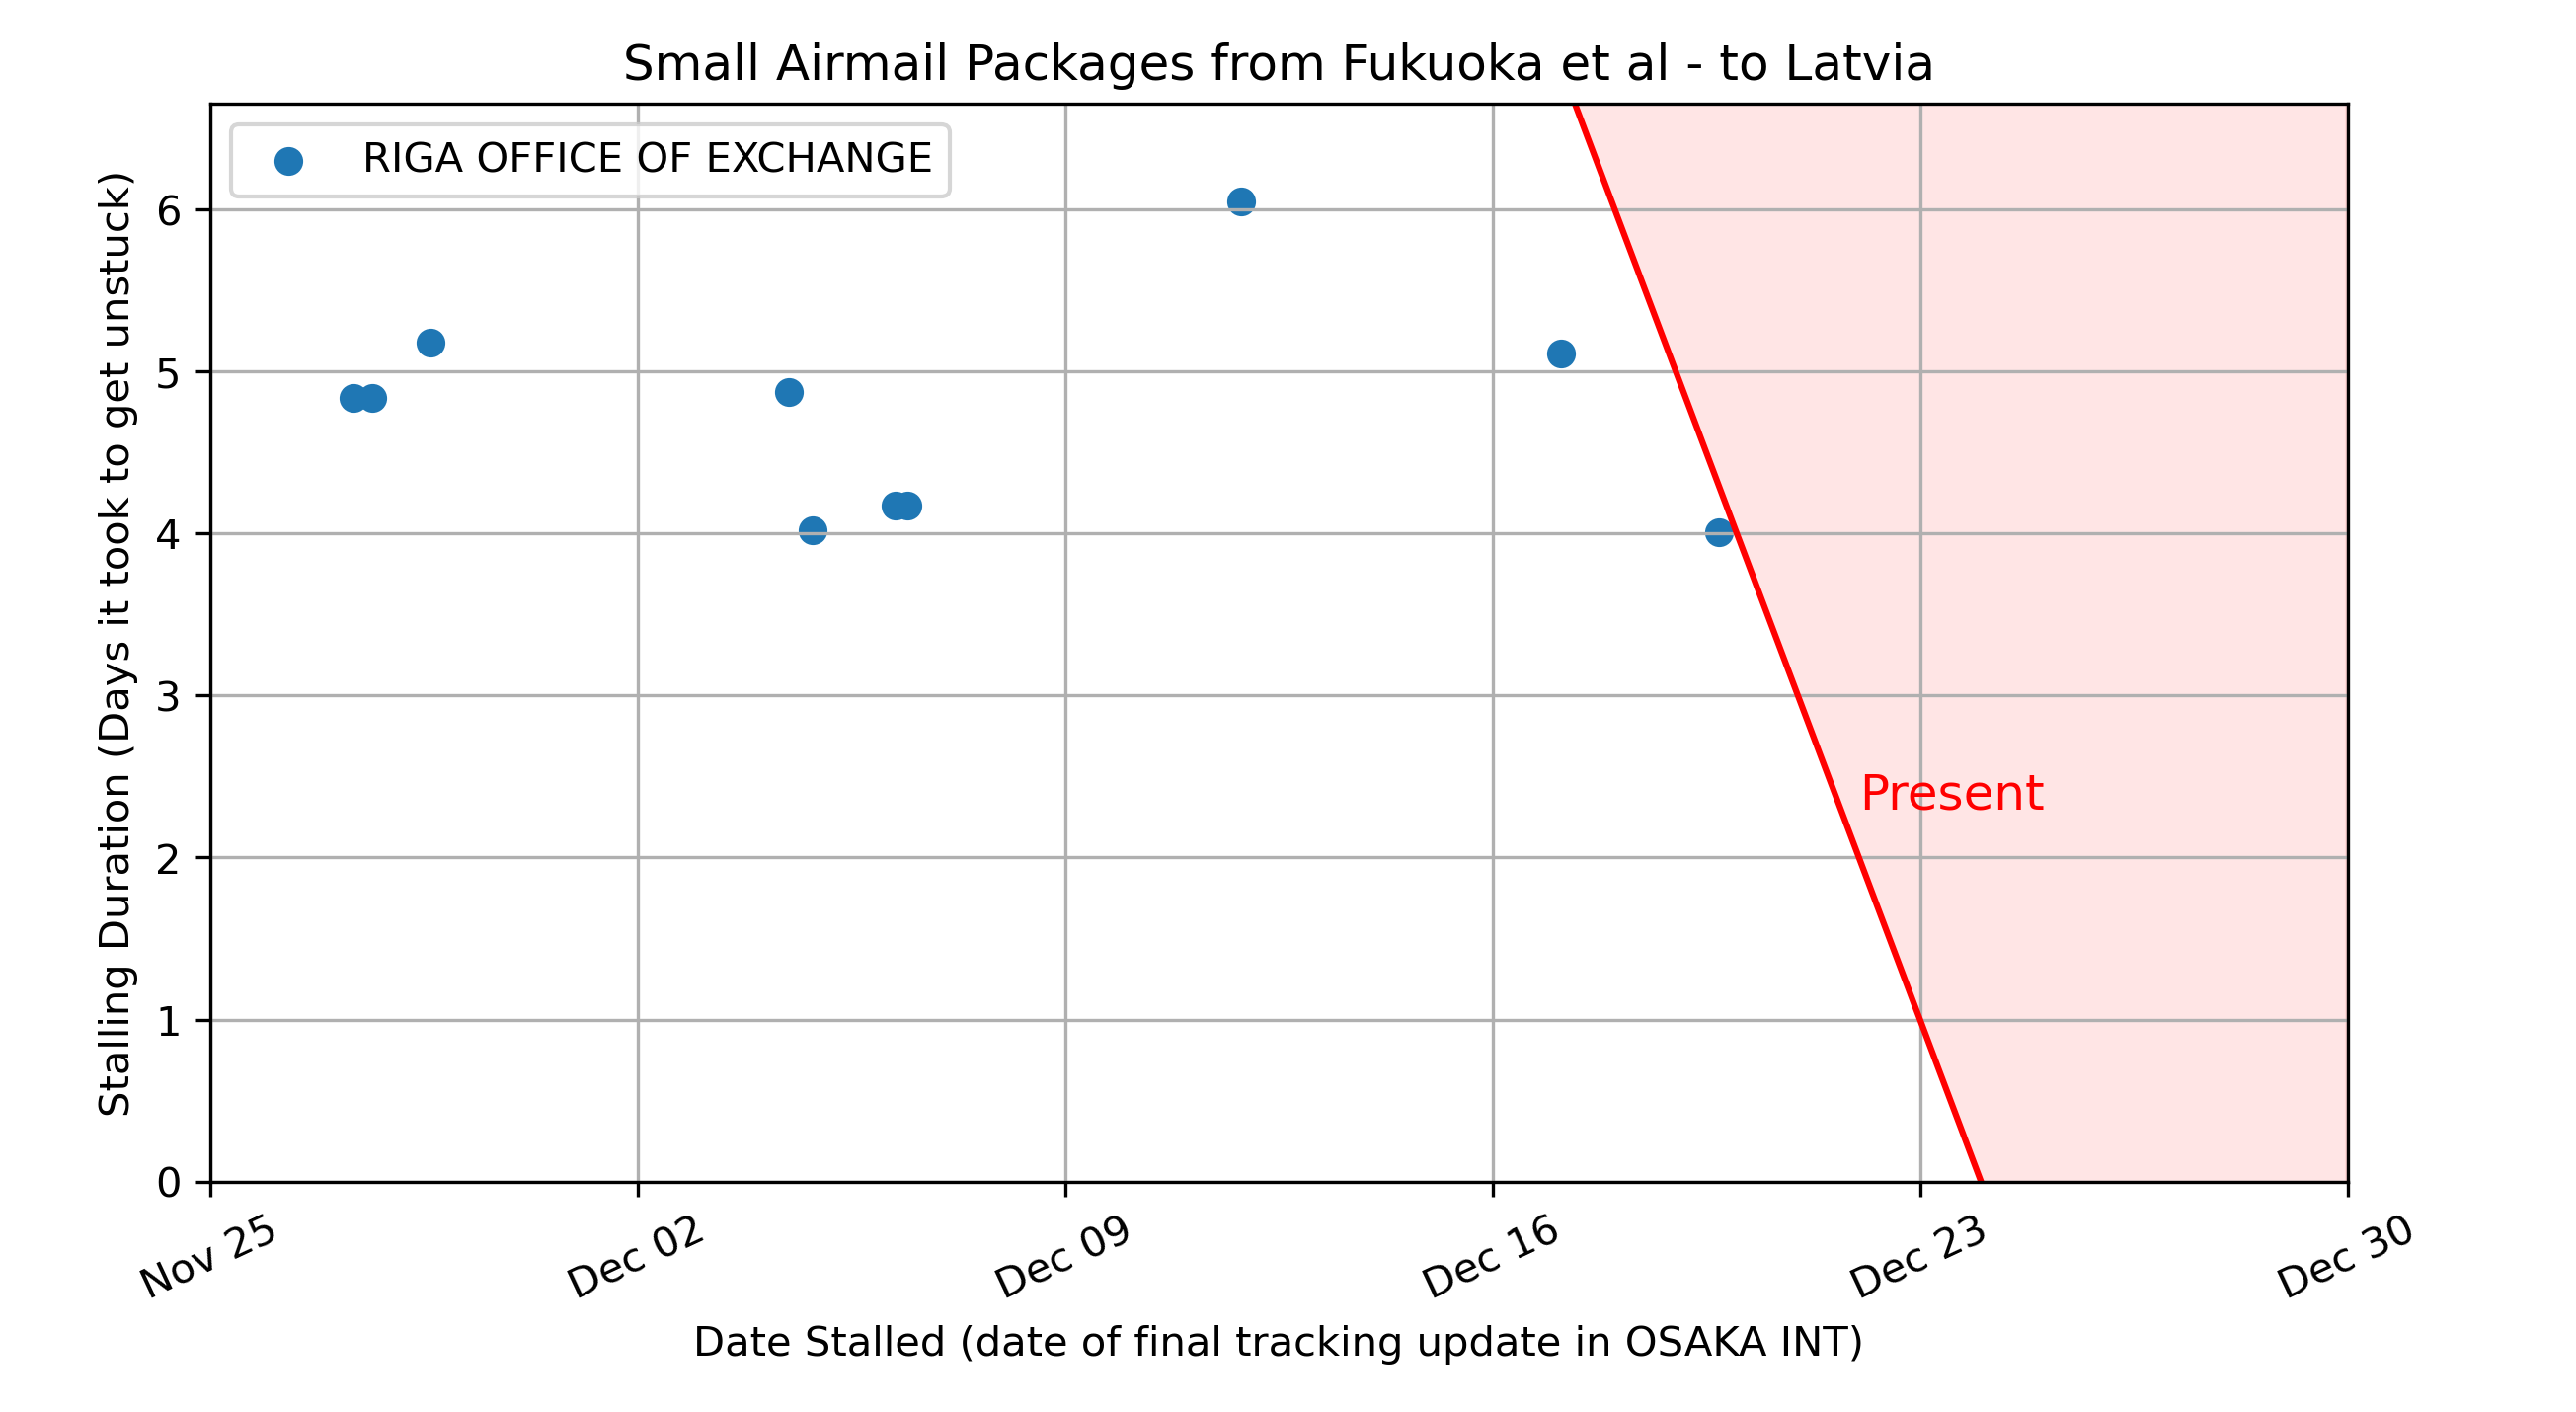 Small Airmail Packages from Fukuoka et al - to Latvia
RIGA OFFICE OF EXCHANGE
Stalling Duration (Days it took to get unstuck)
6
5
4
3
2
1
0
Present
Nov 25
Dec 02
Dec 09
Dec 16
Dec 23
Dec 30
Date Stalled (date of final tracking update in OSAKA INT)